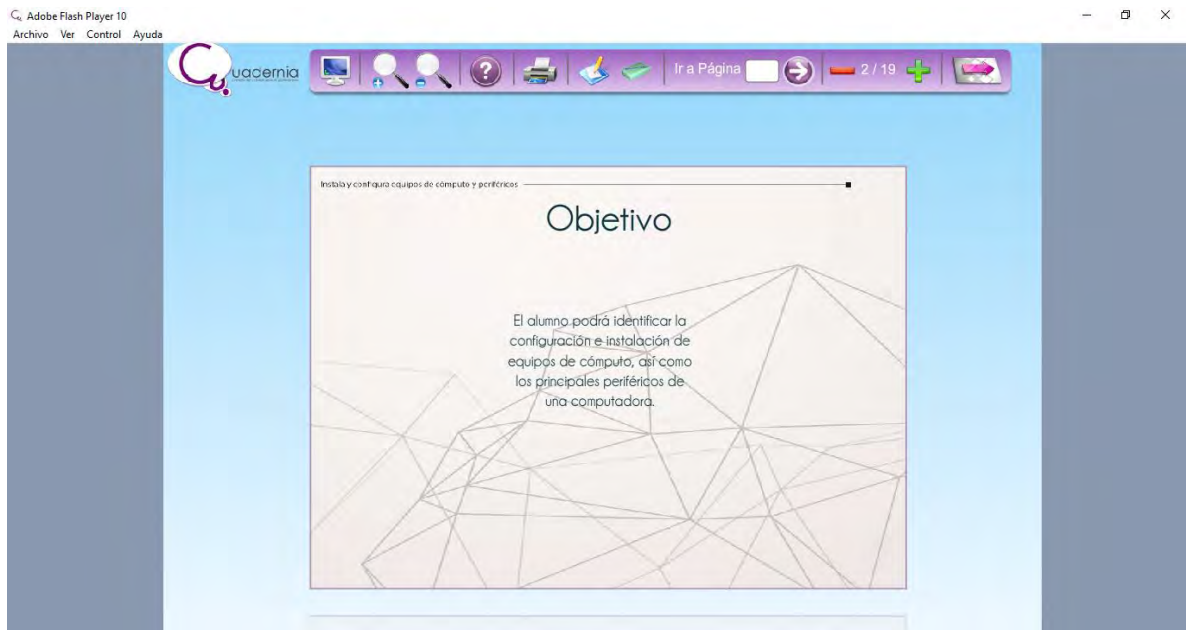 Adobe Flash Player 10
Archivo Ver Control Ayuda
Cuadernia
Ir a Página
2 / 19
Instala y configura equipos de cómputo y periféricos
Objetivo
El alumno podrá identificar la
configuración e instalación de
equipos de cómputo, así como
los principales periféricos de
una computadora.